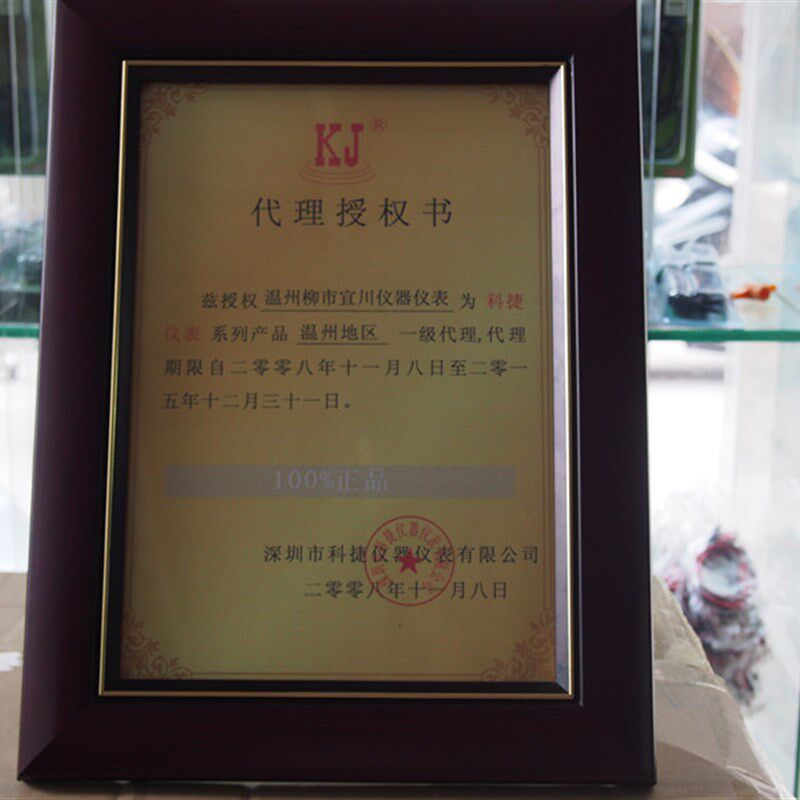 KJ®
代理授权书
兹授权 温州柳市宜川仪器仪表 为 科捷
仪表 系列产品 温州地区 一级代理,代理
期限自二零零八年十一月八日至二零一
五年十二月三十一日。
100%正品
深圳市科捷仪器仪表有限公司
二零零八年十一月八日